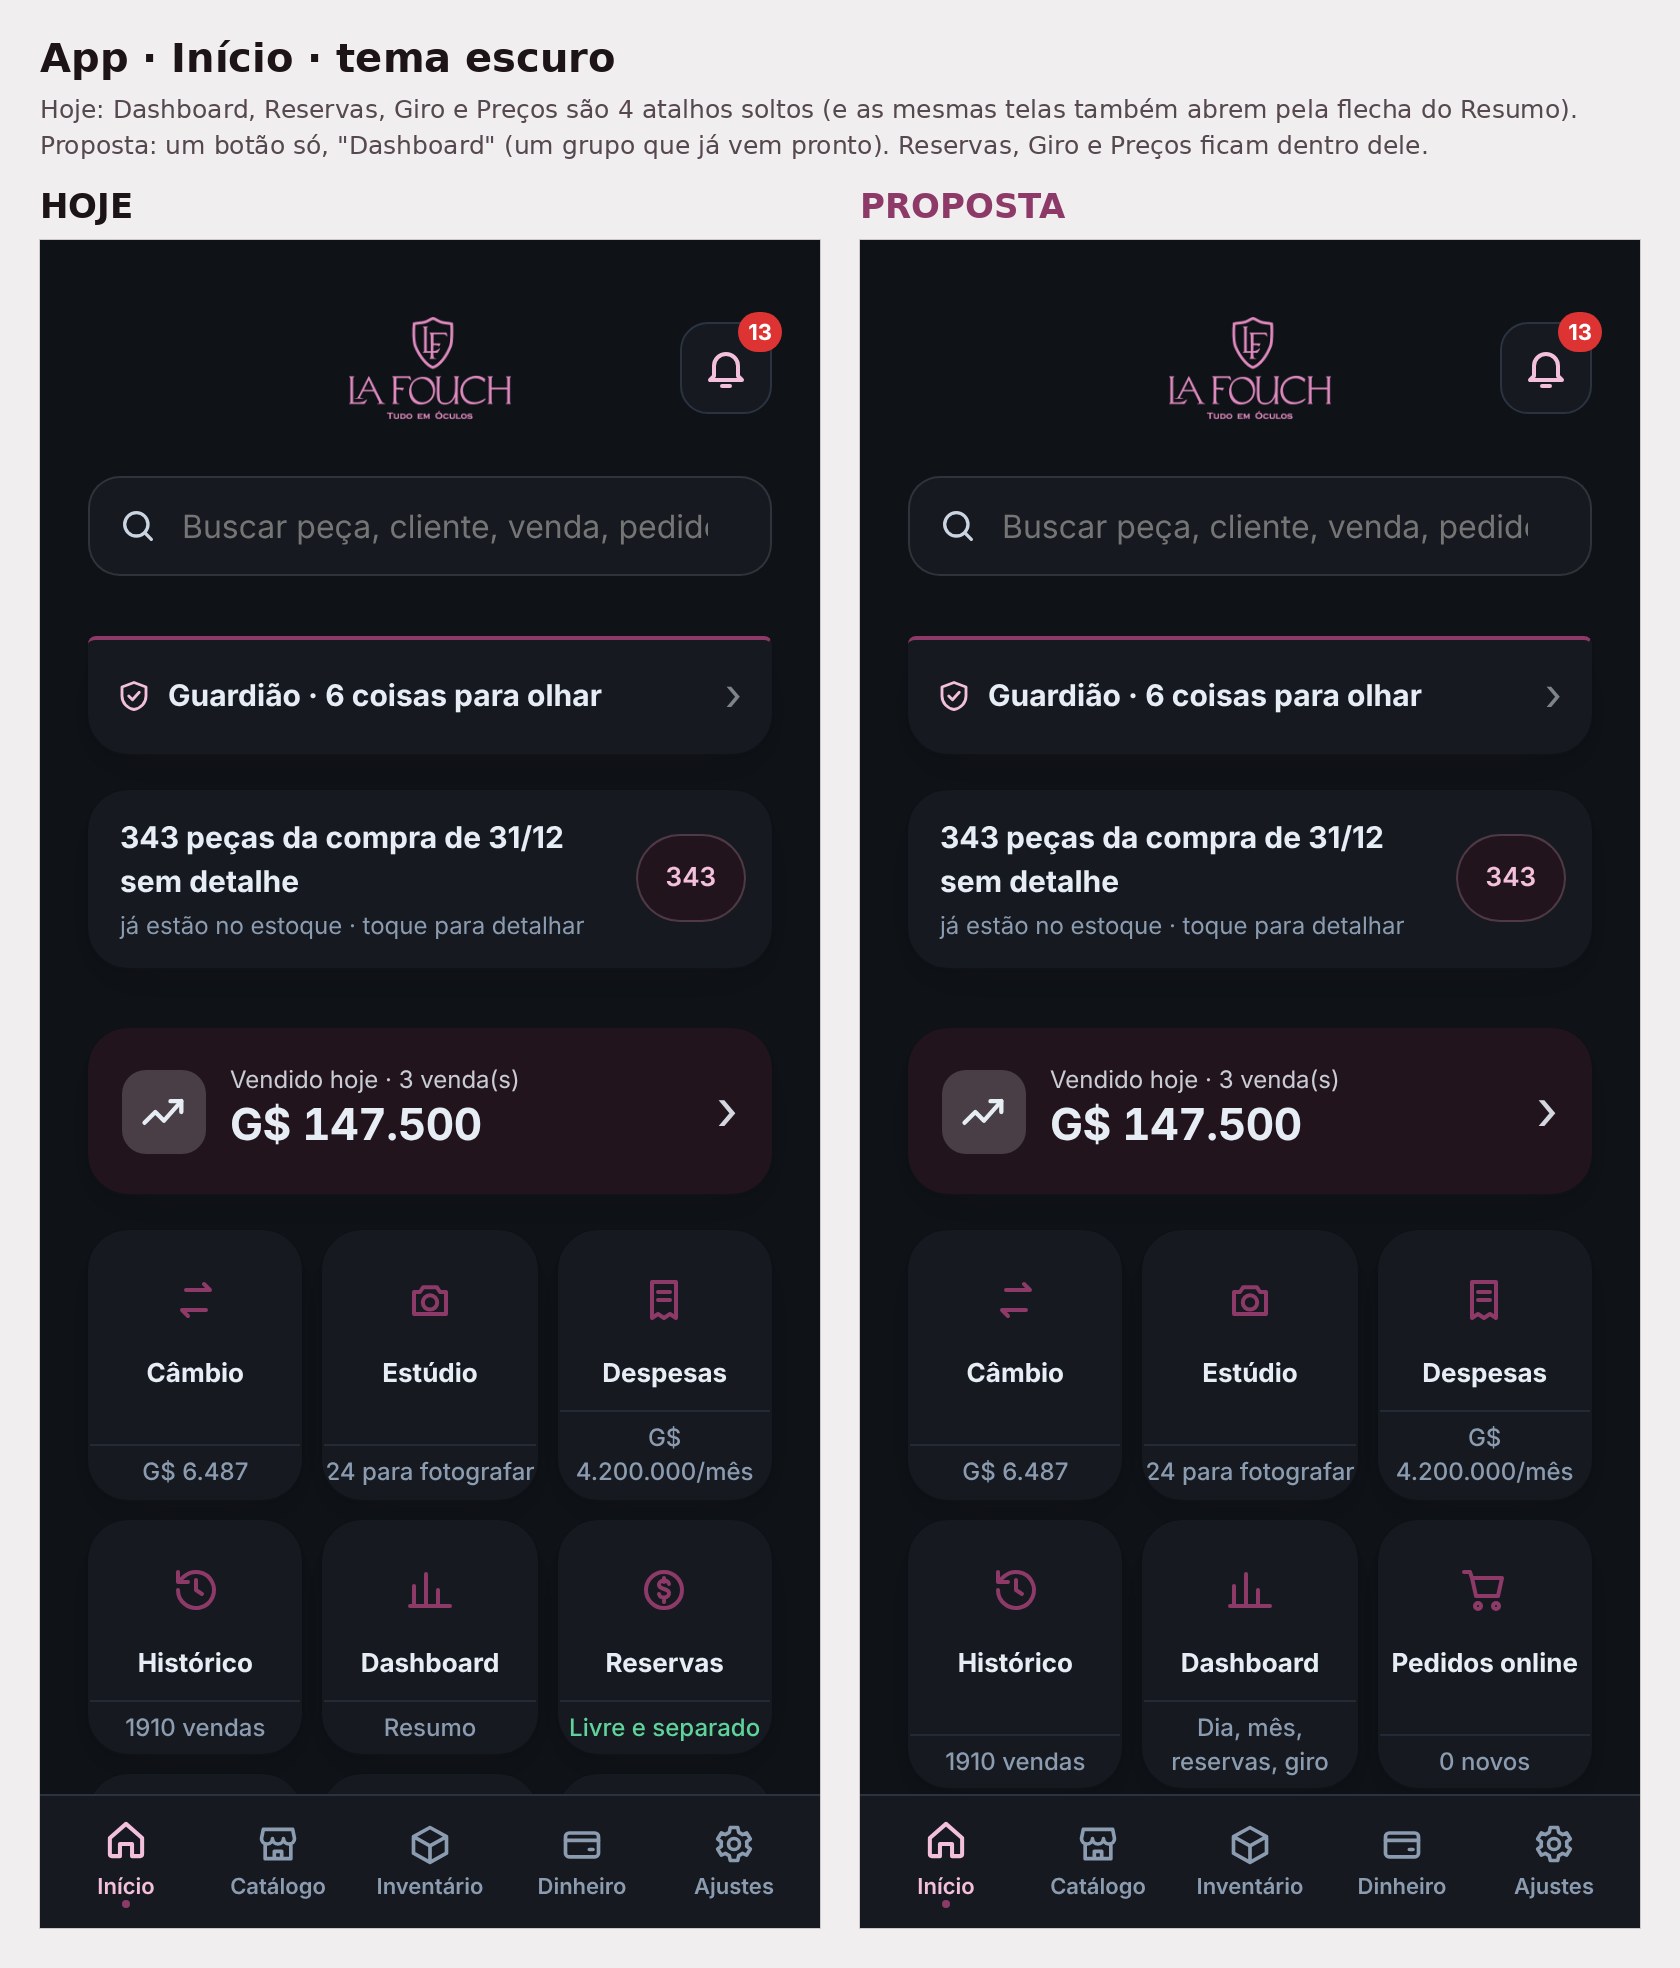 App · Início · tema escuro
Hoje: Dashboard, Reservas, Giro e Preços são 4 atalhos soltos (e as mesmas telas também abrem pela flecha do Resumo).
Proposta: um botão só, "Dashboard" (um grupo que já vem pronto). Reservas, Giro e Preços ficam dentro dele.
HOJE
LF
LA FOUCH
TUDO EM ÓCULOS
13
Buscar peça, cliente, venda, pedid
Guardião · 6 coisas para olhar
343 peças da compra de 31/12
sem detalhe
já estão no estoque · toque para detalhar
343
Vendido hoje · 3 venda(s)
G$ 147.500
Câmbio
G$ 6.487
Estúdio
24 para fotografar
Despesas
G$
4.200.000/mês
Histórico
1910 vendas
Dashboard
Resumo
Reservas
Livre e separado
Início
Catálogo
Inventário
Dinheiro
Ajustes
PROPOSTA
LF
LA FOUCH
TUDO EM ÓCULOS
13
Buscar peça, cliente, venda, pedid
Guardião · 6 coisas para olhar
343 peças da compra de 31/12
sem detalhe
já estão no estoque · toque para detalhar
343
Vendido hoje · 3 venda(s)
G$ 147.500
Câmbio
G$ 6.487
Estúdio
24 para fotografar
Despesas
G$
4.200.000/mês
Histórico
1910 vendas
Dashboard
Dia, mês,
reservas, giro
Pedidos online
0 novos
Início
Catálogo
Inventário
Dinheiro
Ajustes